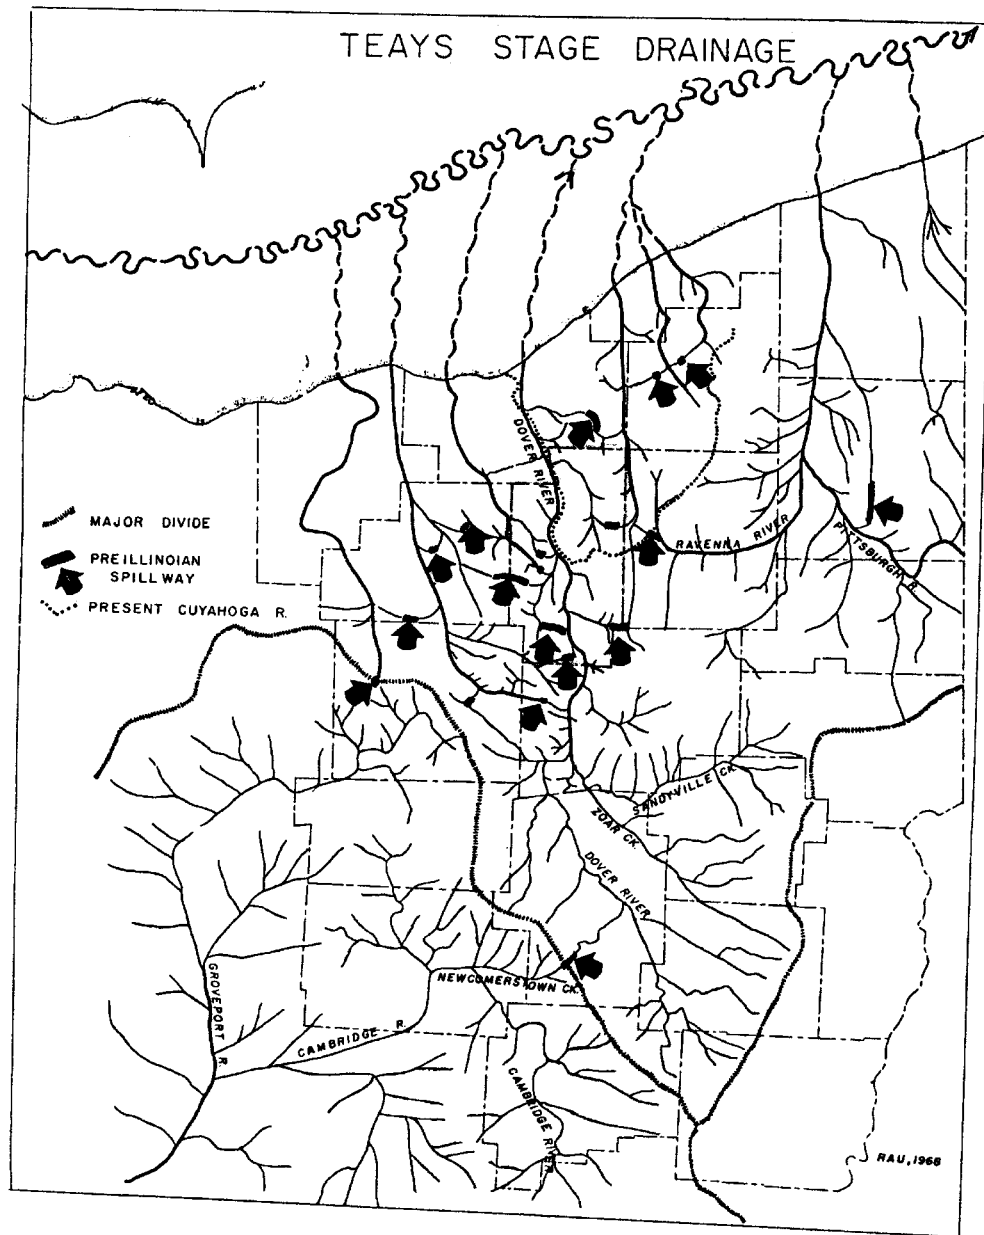 TEAYS STAGE DRAINAGE
DOVER RIVER
MAJOR DIVIDE
PREILLINOIAN
SPILLWAY
PRESENT CUYAHOGA R.
RAVENNA RIVER
PITTSBURGH R.
SANDYVILLE CK.
ZOAR CK.
DOVER RIVER
NEWCOMERSTOWN CK.
GROVEPORT R.
CAMBRIDGE R.
CAMBRIDGE RIVER
RAU, 1968